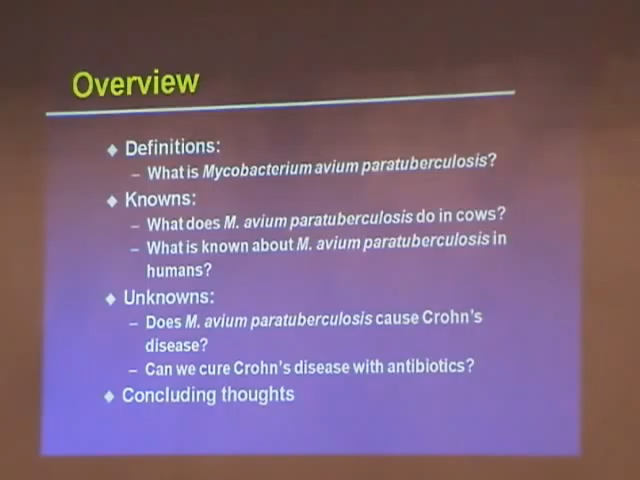 Overview
◆ Definitions:
– What is Mycobacterium avium paratuberculosis?
◆ Knowns:
– What does M. avium paratuberculosis do in cows?
– What is known about M. avium paratuberculosis in
humans?
◆ Unknowns:
– Does M. avium paratuberculosis cause Crohn's
disease?
– Can we cure Crohn's disease with antibiotics?
◆ Concluding thoughts